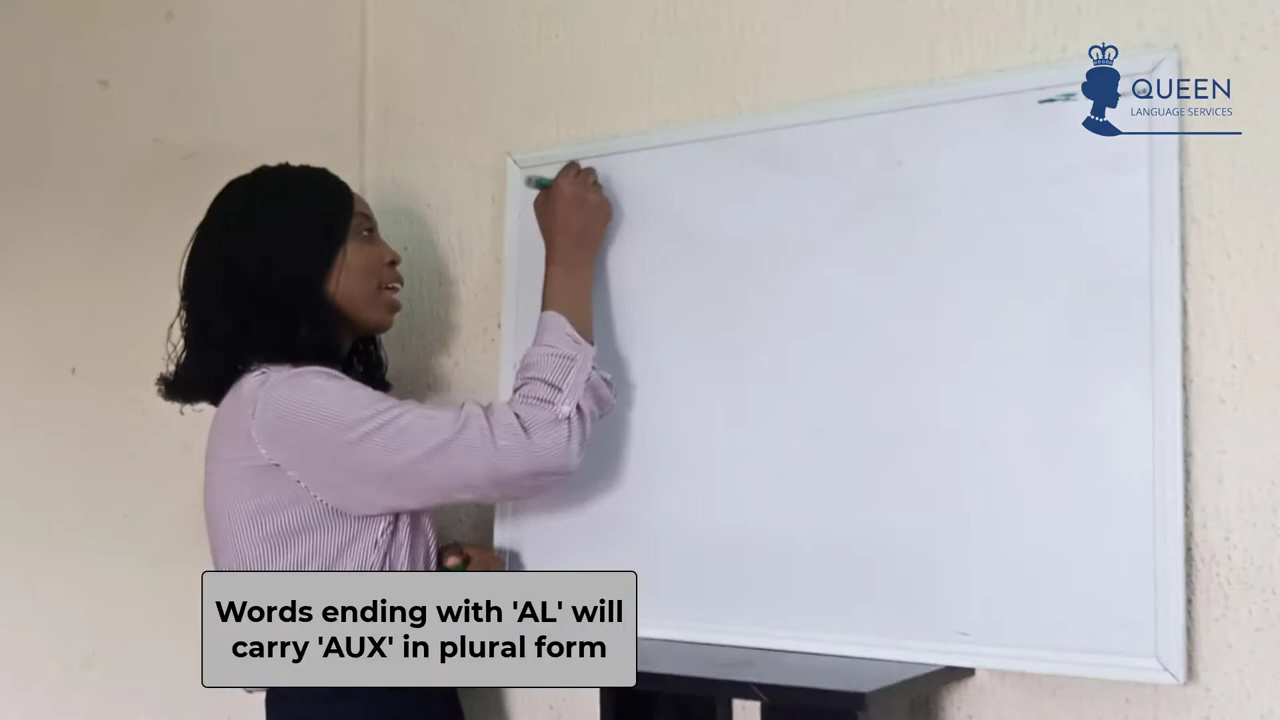 QUEEN
LANGUAGE SERVICES
Words ending with 'AL' will
carry 'AUX' in plural form